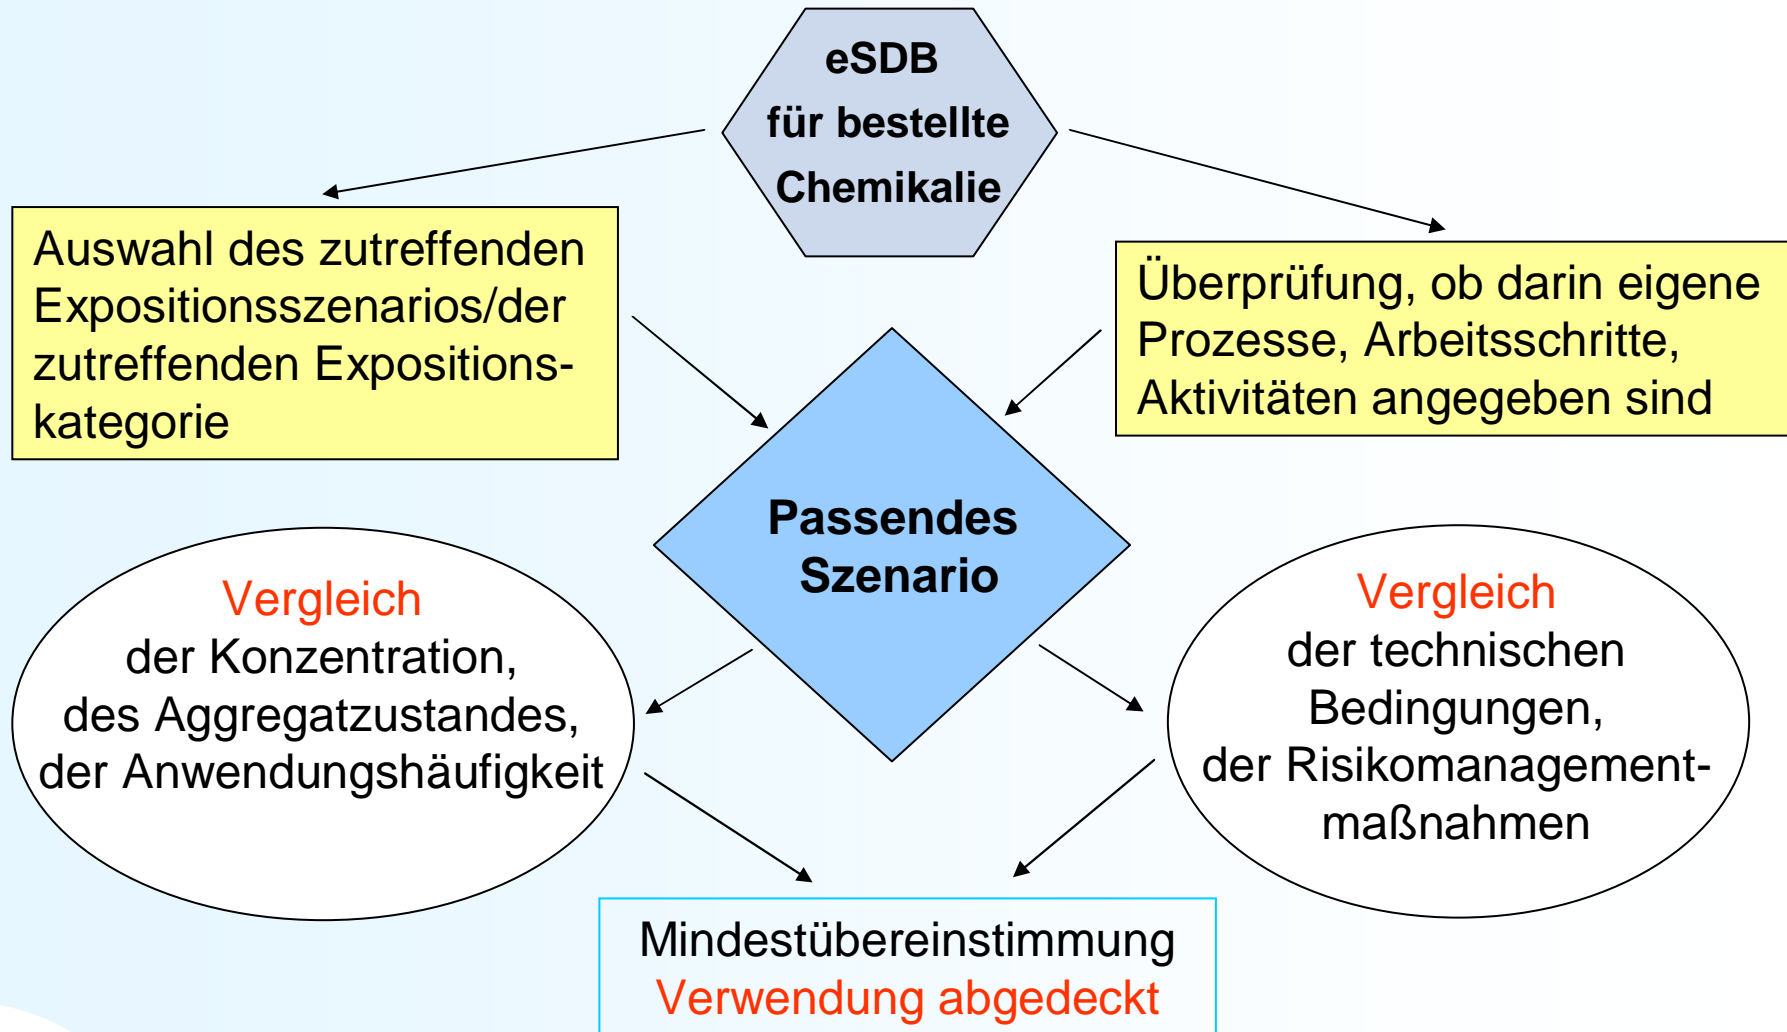 eSDB
für bestellte
Chemikalie
Auswahl des zutreffenden
Expositionsszenarios/der
zutreffenden Expositions-
kategorie
Überprüfung, ob darin eigene
Prozesse, Arbeitsschritte,
Aktivitäten angegeben sind
Passendes
Szenario
Vergleich
der Konzentration,
des Aggregatzustandes,
der Anwendungshäufigkeit
Vergleich
der technischen
Bedingungen,
der Risikomanagement-
maßnahmen
Mindestübereinstimmung
Verwendung abgedeckt